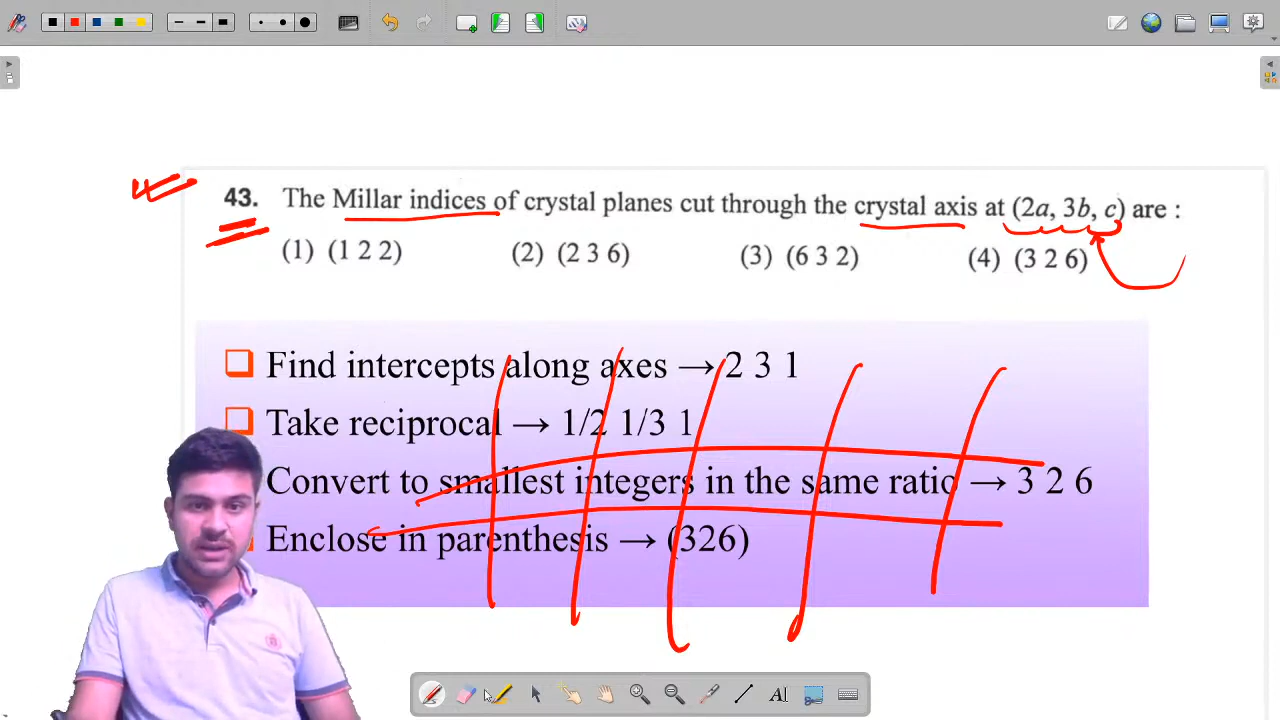 43. The Millar indices of crystal planes cut through the crystal axis at (2a, 3b, c) are :
(1) (1 2 2) (2) (2 3 6) (3) (6 3 2) (4) (3 2 6)
Find intercepts along axes → 2 3 1
Take reciprocal → 1/2 1/3 1
Convert to smallest integers in the same ratio → 3 2 6
Enclose in parenthesis → (326)
AI